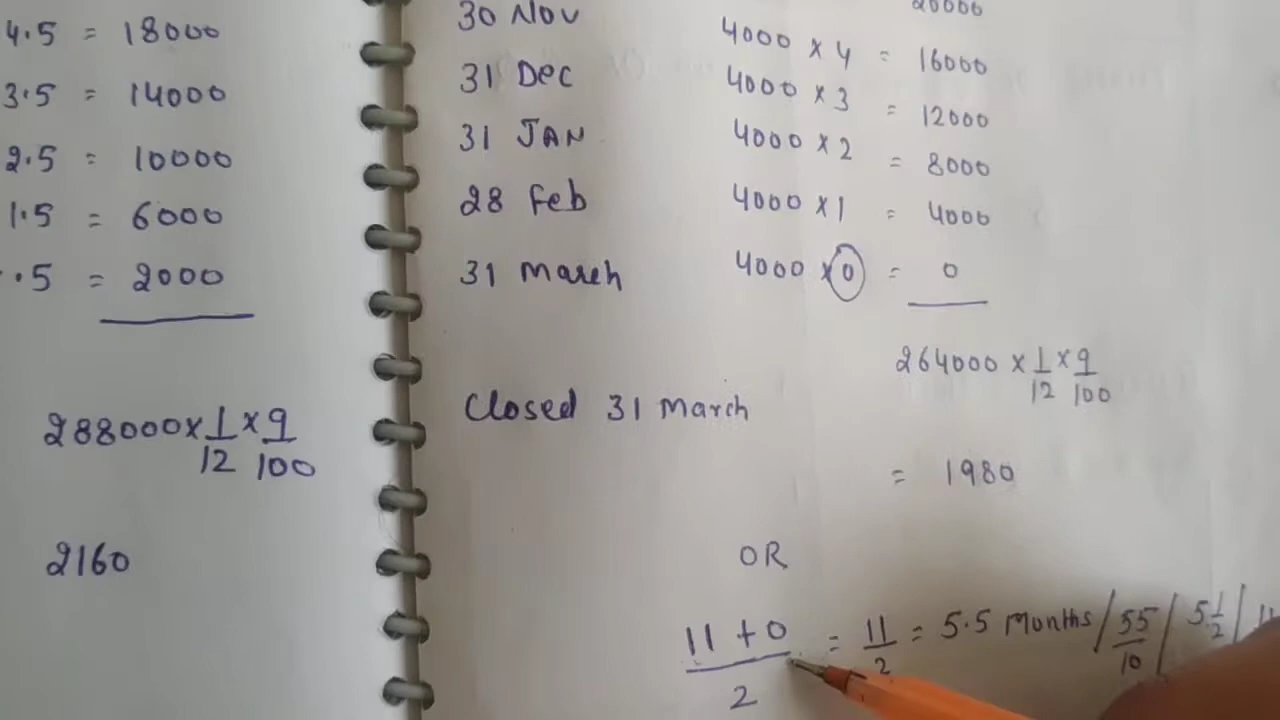 4.5 = 18000
3.5 = 14000
2.5 = 10000
1.5 = 6000
.5 = 2000
288000 × 1/12 × 9/100
2160
20000
30 Nov 4000 × 4 = 16000
31 Dec 4000 × 3 = 12000
31 JAN 4000 × 2 = 8000
28 Feb 4000 × 1 = 4000
31 march 4000 × 0 = 0
264000 × 1/12 × 9/100
Closed 31 march
= 1980
OR
11 + 0 / 2 = 11/2 = 5.5 Months / 55/10 / 5 1/2 /